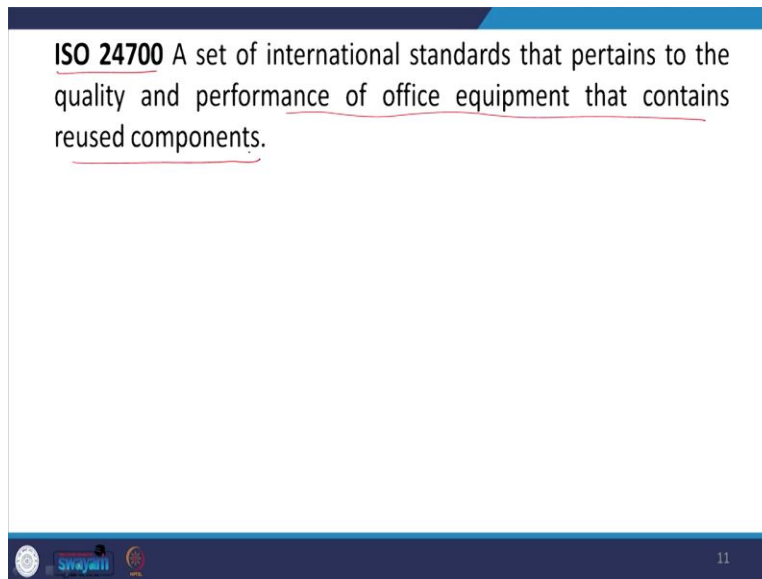 ISO 24700 A set of international standards that pertains to the
quality and performance of office equipment that contains
reused components.
swayam
11